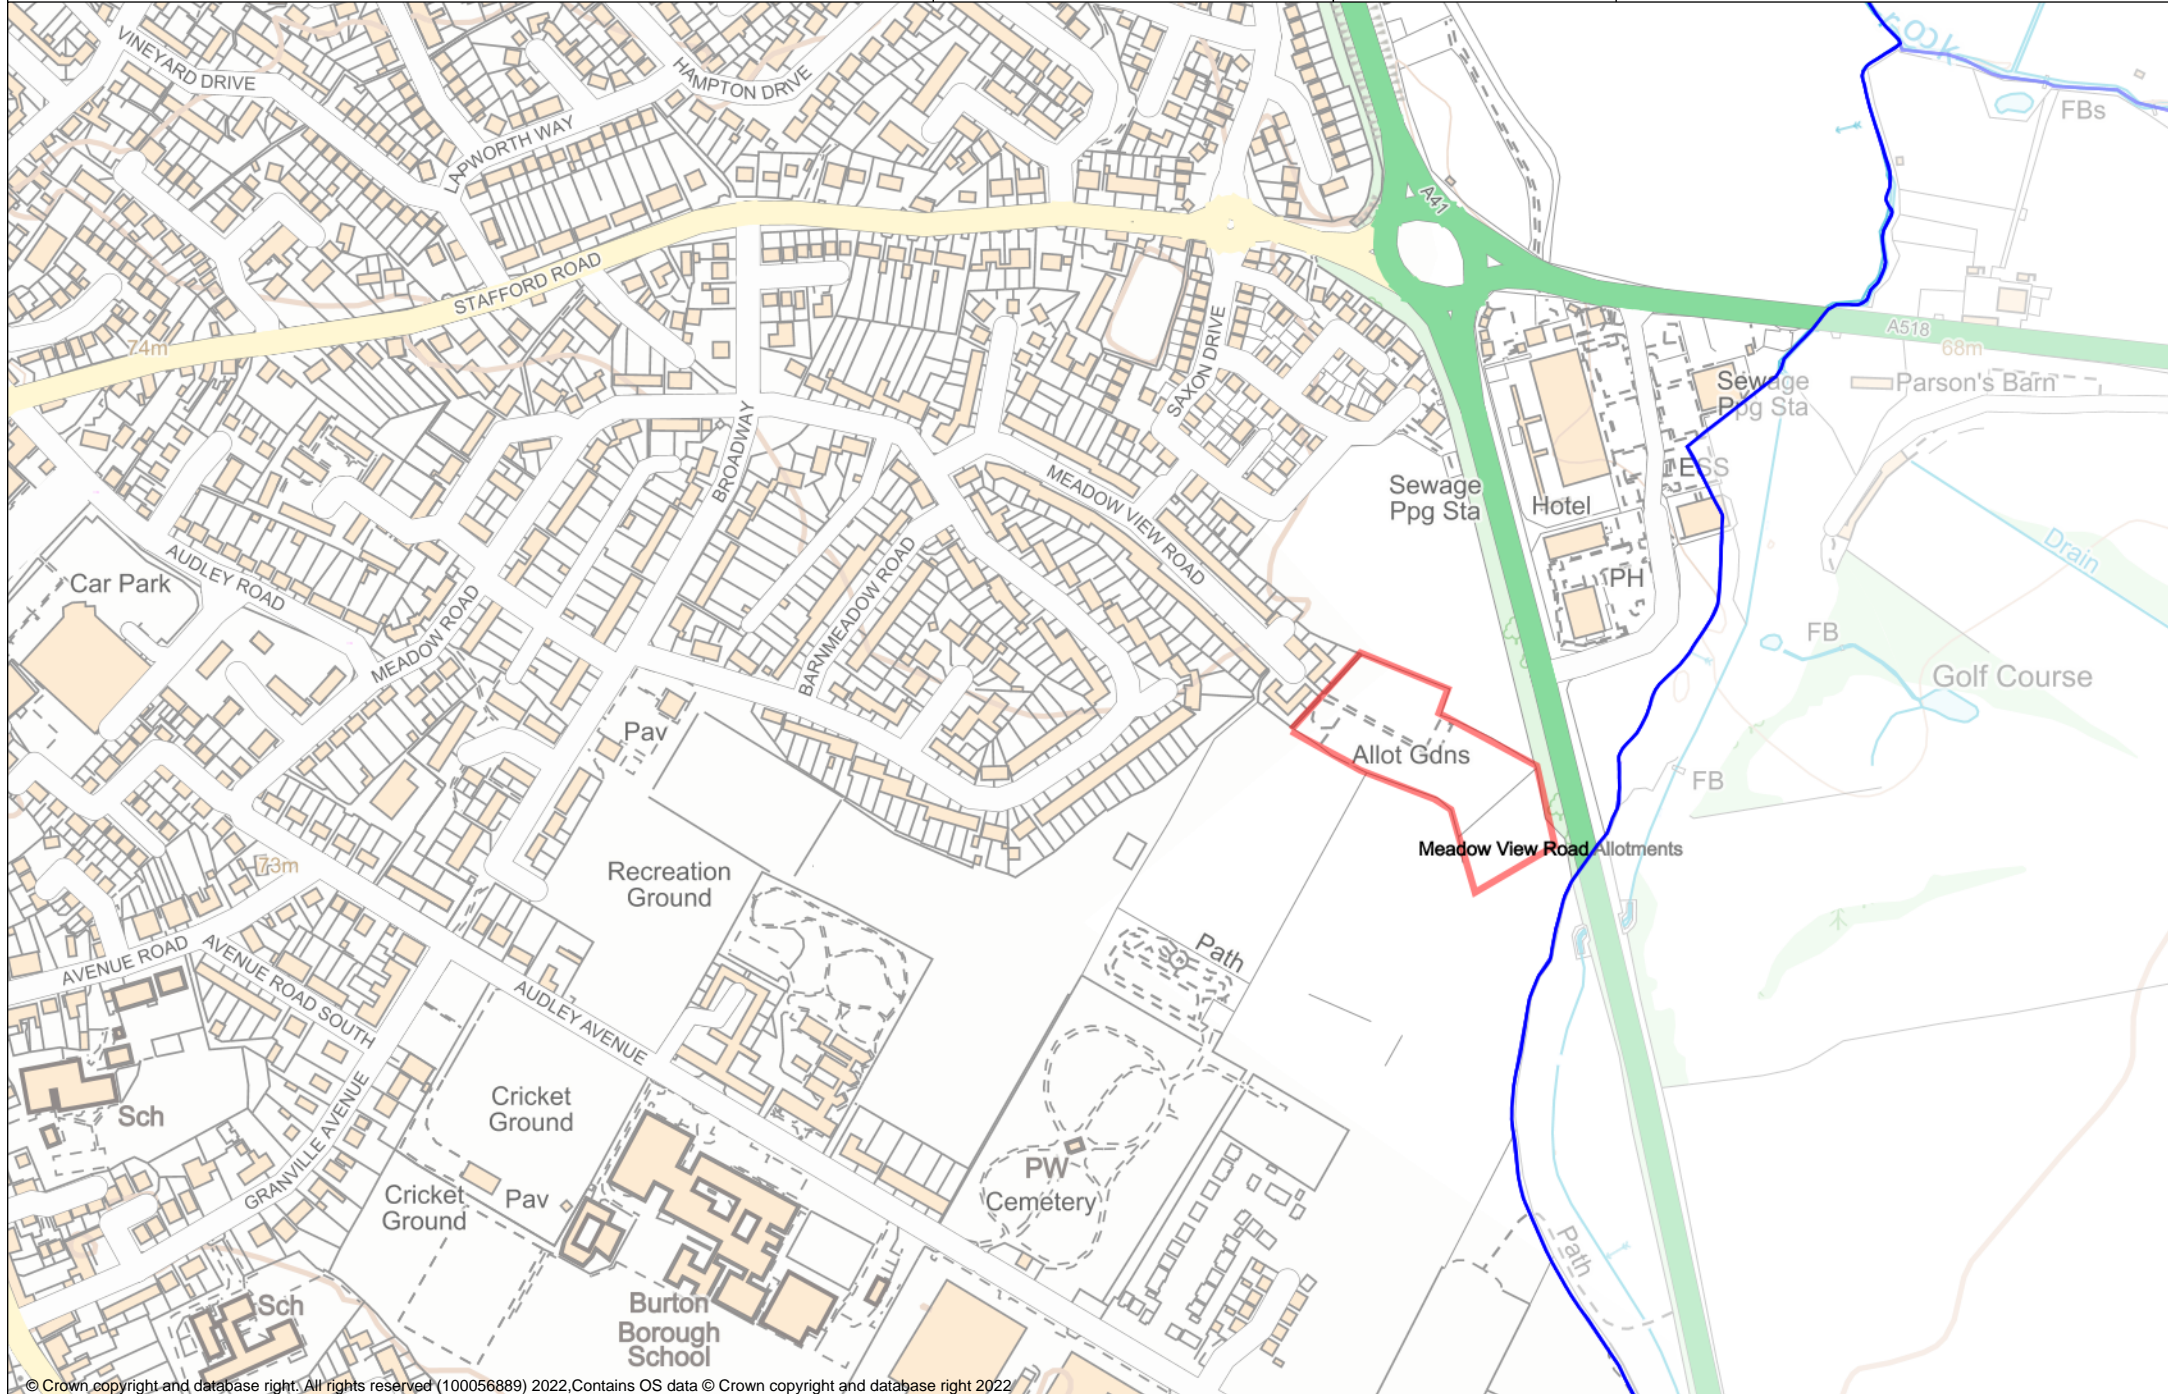 rook
VINEYARD DRIVE
HAMPTON DRIVE
LAPWORTH WAY
FBs
A41
STAFFORD ROAD
74m
A518
68m
SAXON DRIVE
Sewage
Ppg Sta
Parson's Barn
BROADWAY
ESS
MEADOW VIEW ROAD
Sewage
Ppg Sta
Hotel
Drain
AUDLEY ROAD
Car Park
MEADOW ROAD
BARNMEADOW ROAD
PH
FB
Golf Course
Pav
Allot Gdns
FB
Meadow View Road Allotments
73m
Recreation
Ground
AVENUE ROAD
AVENUE ROAD SOUTH
Path
AUDLEY AVENUE
Cricket
Ground
Sch
GRANVILLE AVENUE
PW
Cemetery
Cricket
Ground
Pav
Path
Sch
Burton
Borough
School
© Crown copyright and database right. All rights reserved (100056889) 2022,Contains OS data © Crown copyright and database right 2022